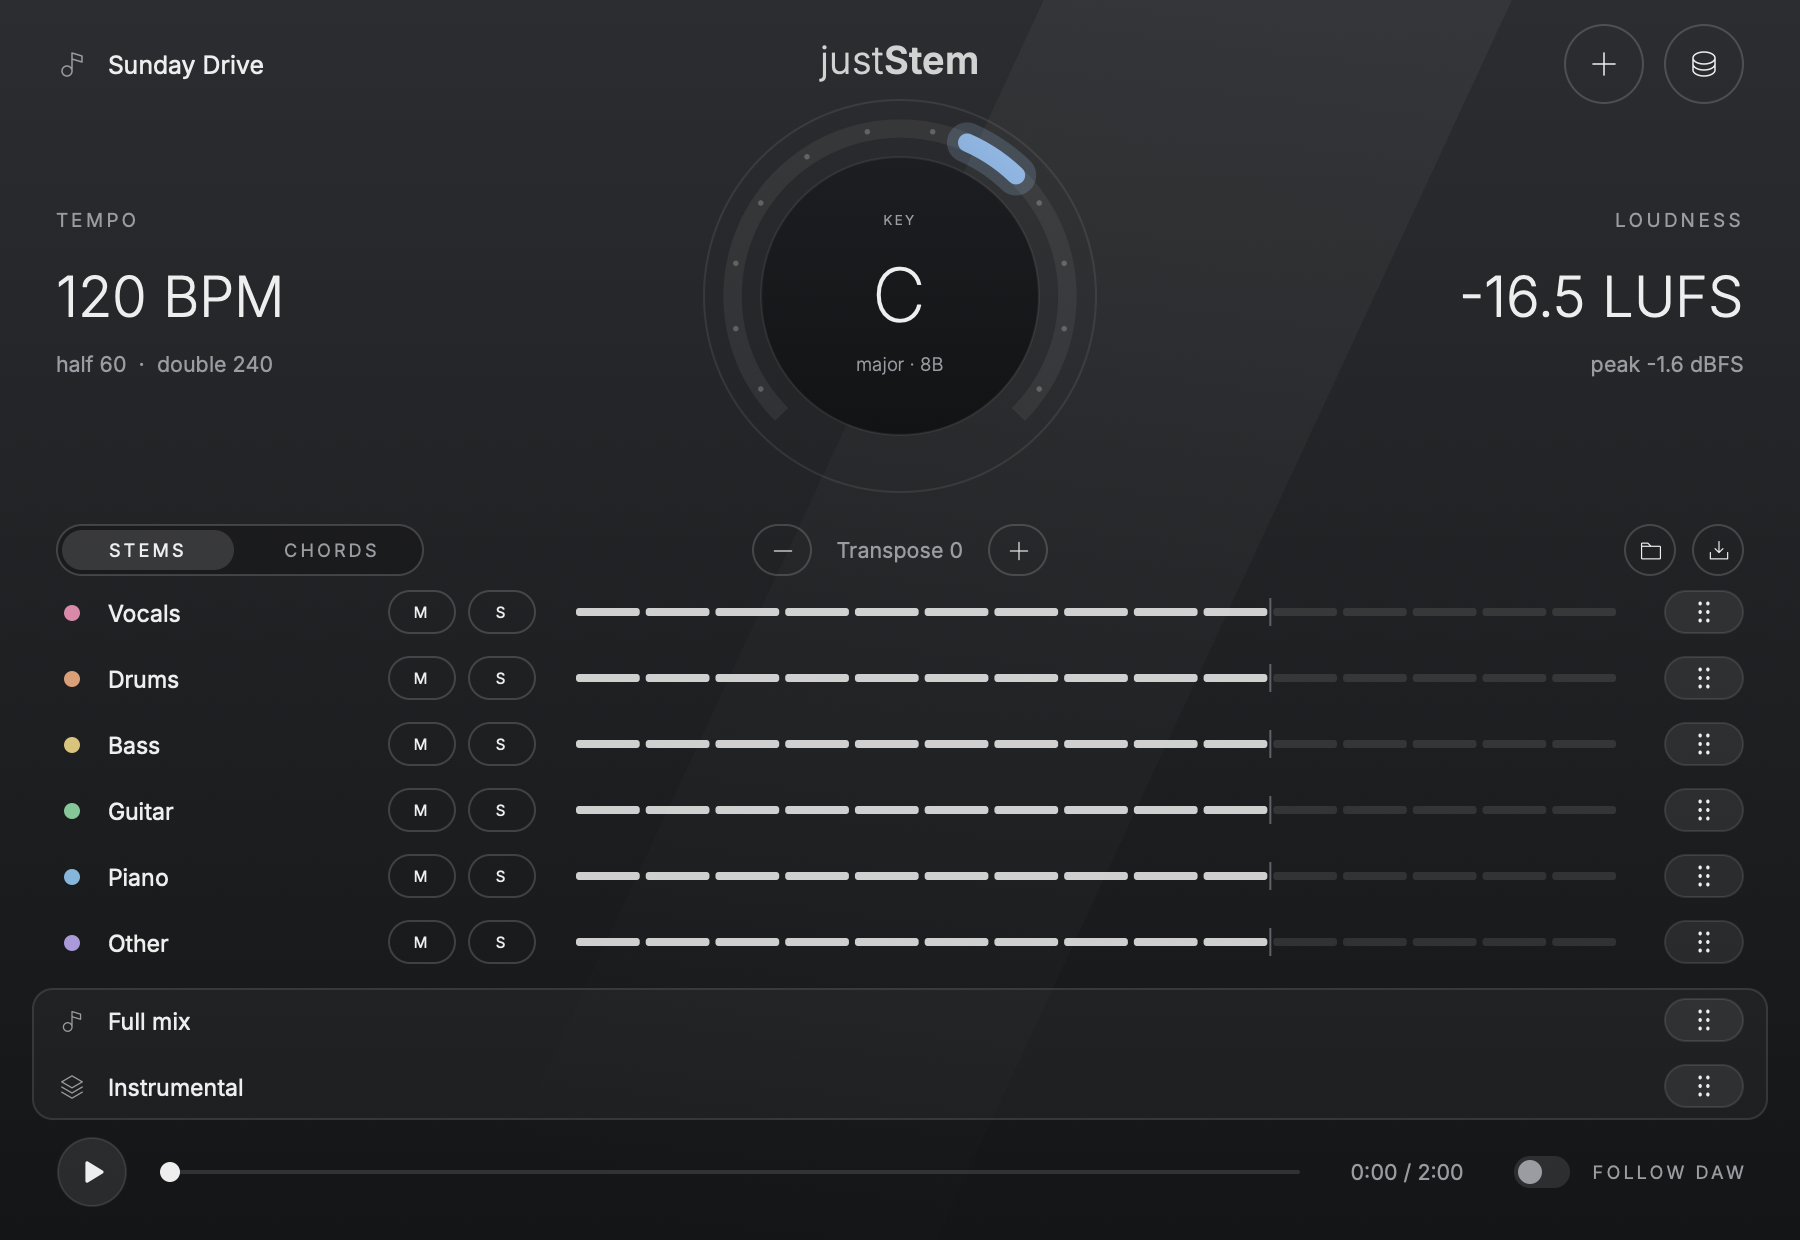 Sunday Drive
justStem
TEMPO
120 BPM
half 60 · double 240
KEY
C
major · 8B
LOUDNESS
-16.5 LUFS
peak -1.6 dBFS
STEMS CHORDS
Transpose 0
Vocals M S
Drums M S
Bass M S
Guitar M S
Piano M S
Other M S
Full mix
Instrumental
0:00 / 2:00 FOLLOW DAW